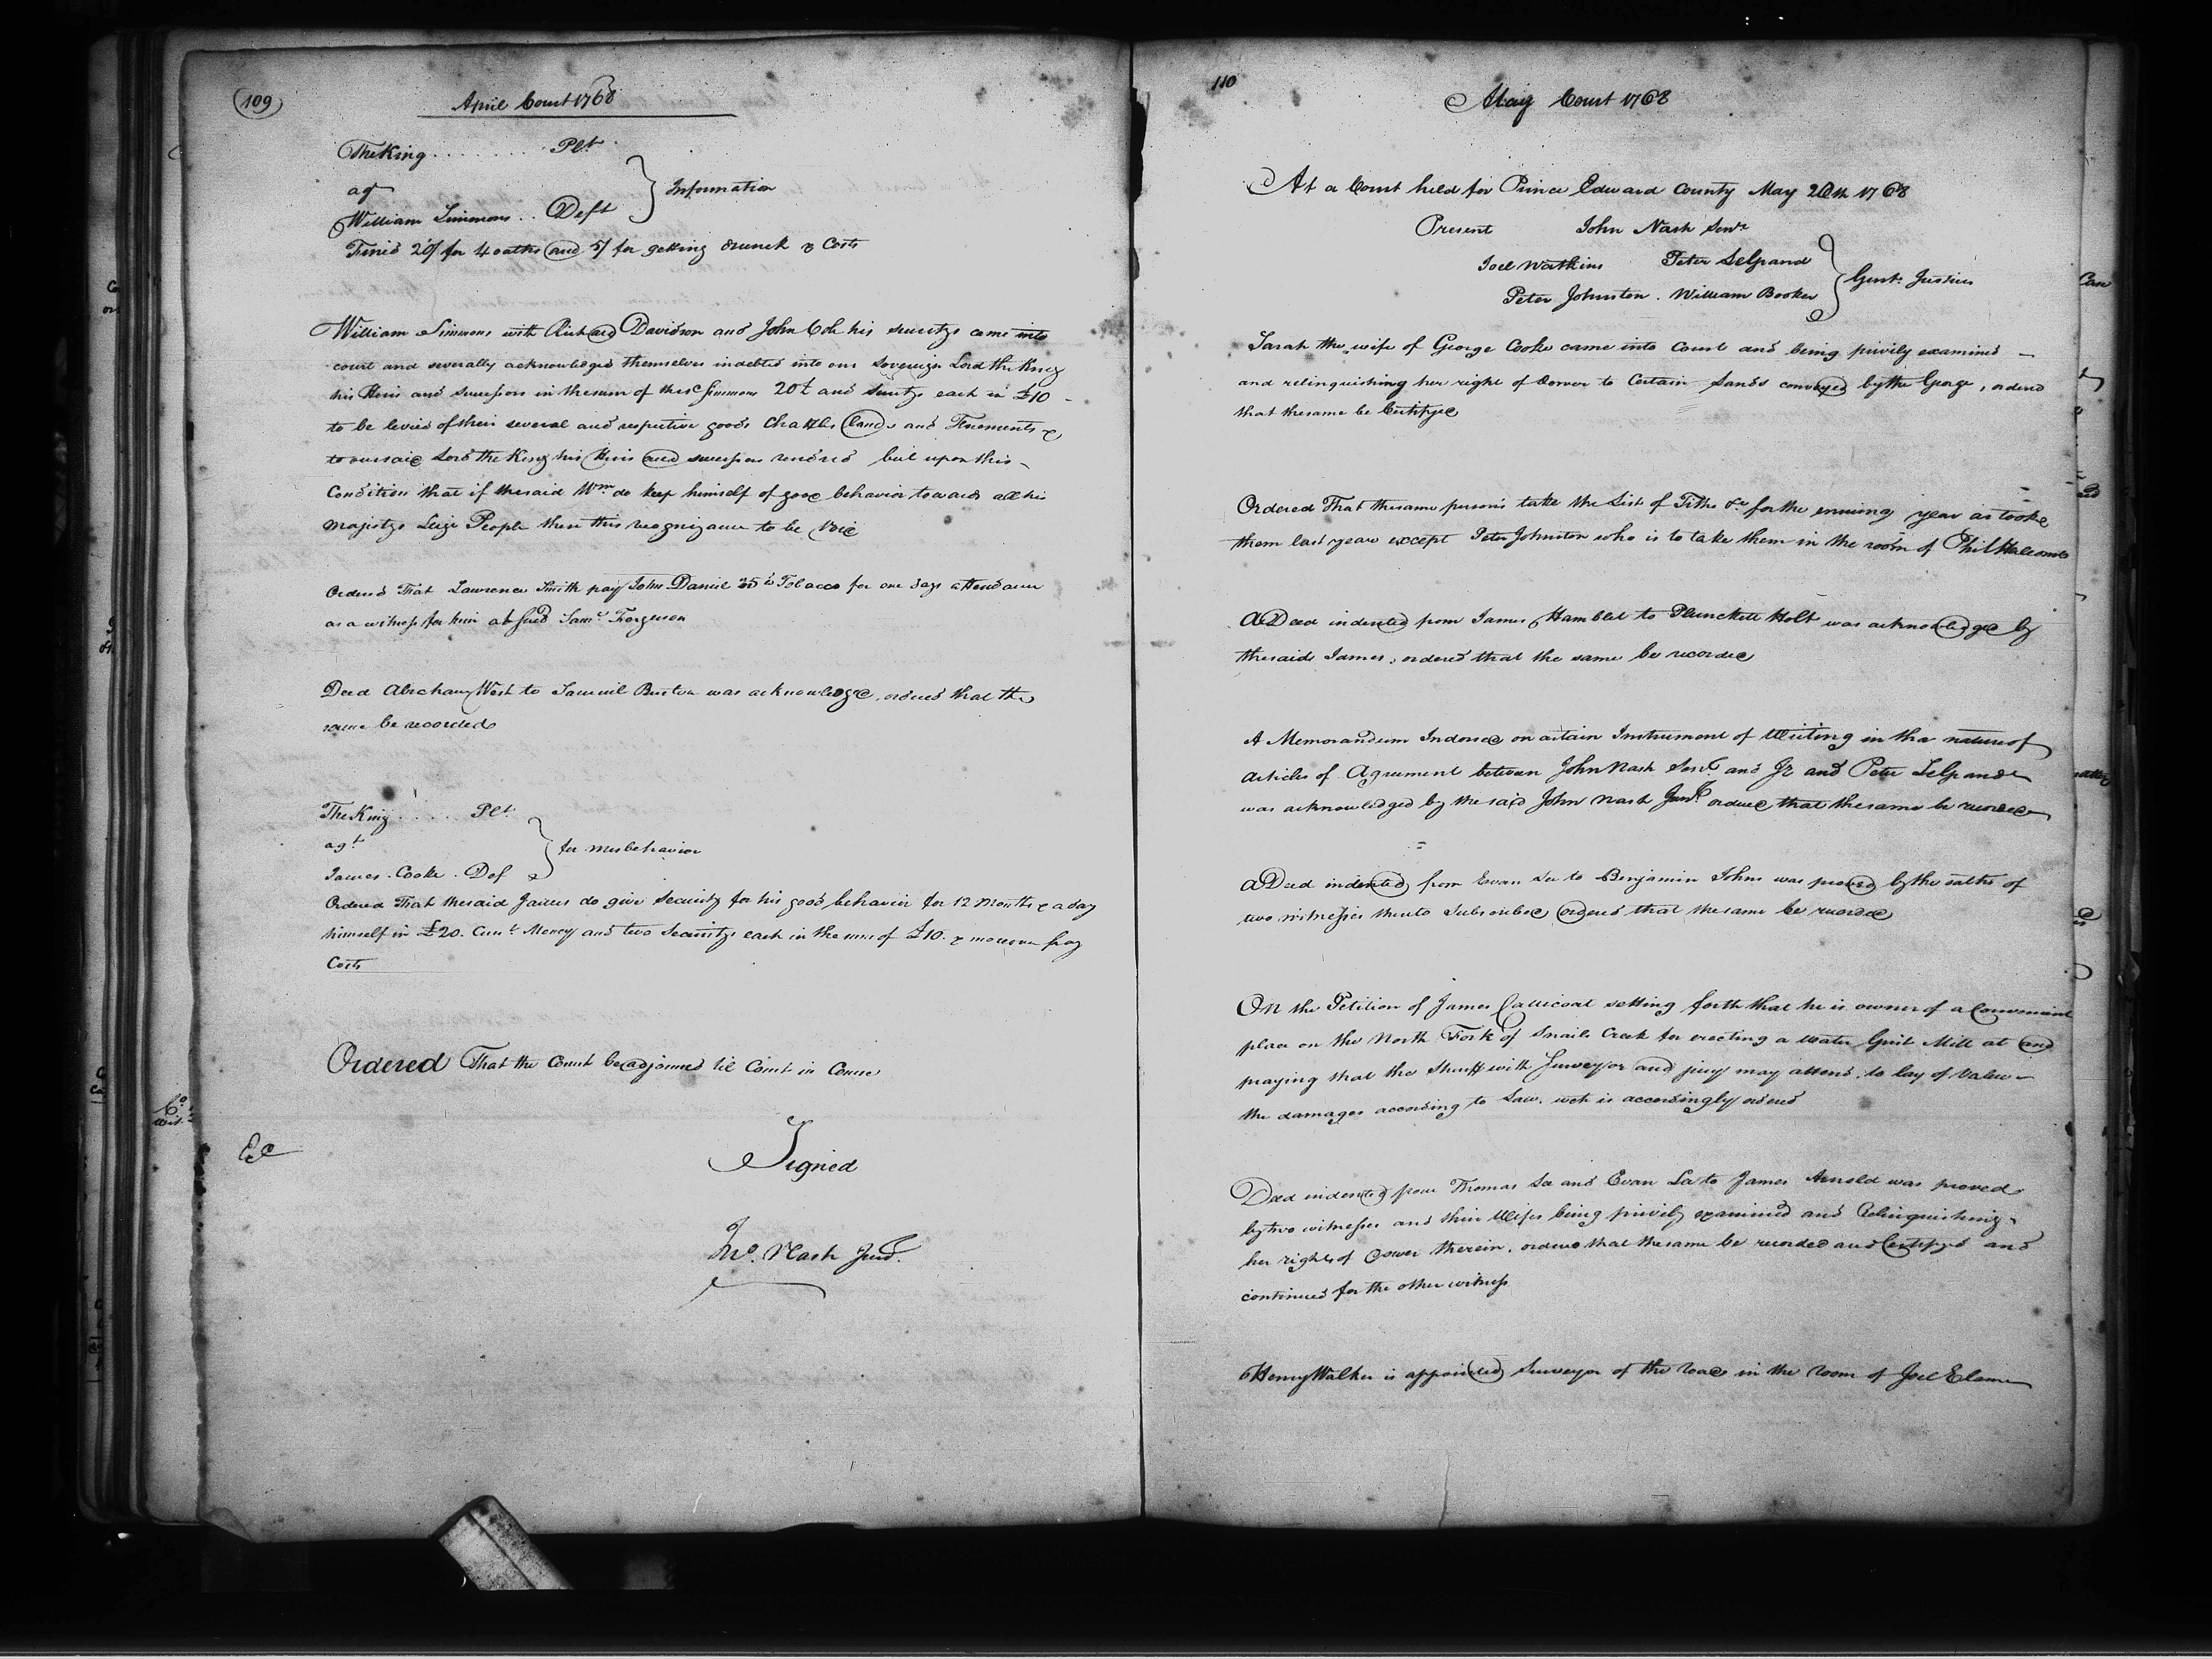 109
April Court 1768
The King . . . . . . . . Plt
agt
William Simmons . . Deft
Information
Fined 20/ for 4 oaths and 5/ for getting drunck & Costs
William Simmons with Richard Davidson and John Cole his suretys came into
court and severally acknowledged themselves indebted into our Sovereign Lord the King
his Heirs and successors in the sum of the sd Simmons 20£ and suretys each in £10
to be levied of their several and respective goods Chattles Lands and Tenements &
to our said Lord the King his Heirs and successors rendred but upon this
Condition that if the said Wm do keep himself of good behavior towards all his
Majestys Leige People then this recognizance to be Void
Ordered That Lawrence Smith pay John Daniel 25 lb Tobacco for one days attendance
as a witness for him Saml Forgerson
Deed Abraham West to Samuel Burton was acknowledged, ordered that the
same be recorded
The King . . . . Plt
agt
James Cooke . Def
for misbehavior
Ordered That the said James do give Security for his good behavior for 12 Months & a day
himself in £20. Curt Money and two Securitys each in the sum of £10. & moreover pay
Costs
Ordered That the Court be adjorned til Court in Course
Ed
Signed
Jno. Nash Junr.
110
May Court 1768
At a Court held for Prince Edward County May 20th 1768
Present John Nash Senr
Joel Watkins Peter Legrand
Peter Johnston . William Booker
Gent. Justices
Sarah the wife of George Cooke came into Court and being privily examined
and relinquishing her right of dower to Certain Lands conveyed by the George, ordered
that the same be Certifyed
Ordered That the same persons take the List of Tiths &c for the ensuing year as tooke
them last year except Peter Johnston who is to take them in the room of Phil Halcomb
A Deed indented from James Hamblet to Plunckett Holt was acknowledged by
the said James, ordered that the same be recorded
A Memorandum Indorsed on certain Instrument of Writing in the nature of
Articles of Agreement between John Nash Senr. and Jr and Peter Legrand
was acknowledged by the said John Nash Junr. ordered that the same be recorded
A Deed indented from Evan Lee to Benjamin Johns was proved by the oaths of
two witnesses thereto Subscribed ordered that the same be recorded
On the Petition of James Callicoat setting forth that he is owner of a Convenient
place on the North Fork of Snails Creek for erecting a water Grist Mill at and
praying that the Sheriff with Surveyor and jury may attend to lay of Value
the damages according to Law. wch is accordingly ordered
Deed indented from Thomas Le and Evan Le to James Arnold was proved
by two witnesses and their Wifes being privily examined and Relinquishing
her rights of Dower therein, ordered that the same be recorded and Certifyed and
continued for the other witness
Henry Walker is appointed Surveyor of the road in the room of Joel Elam